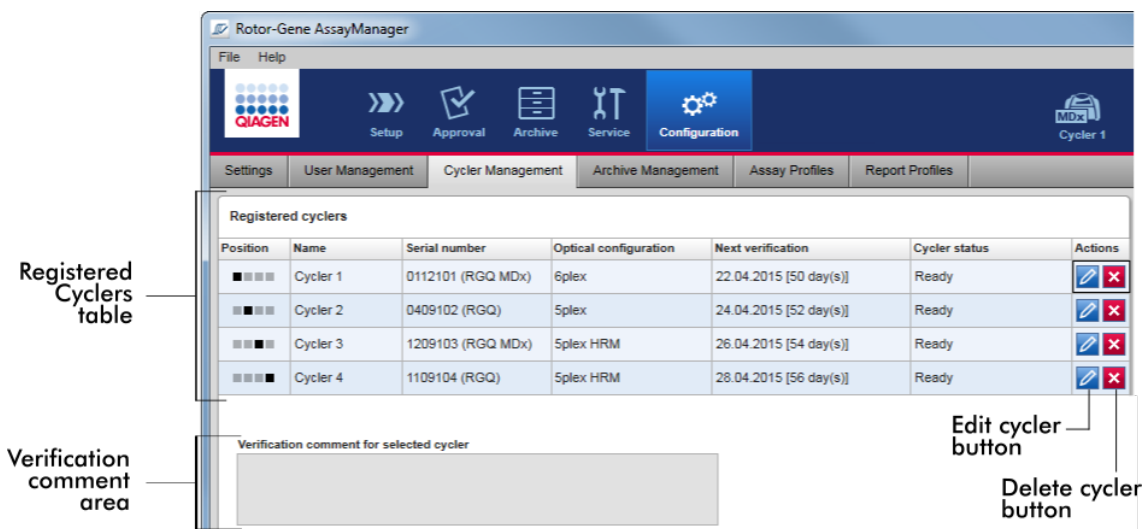 Rotor-Gene AssayManager
File Help
QIAGEN
Setup Approval Archive Service Configuration
MDx
Cycler 1
Settings User Management Cycler Management Archive Management Assay Profiles Report Profiles
Registered cyclers
Position Name Serial number Optical configuration Next verification Cycler status Actions
Cycler 1 0112101 (RGQ MDx) 6plex 22.04.2015 [50 day(s)] Ready
Cycler 2 0409102 (RGQ) 5plex 24.04.2015 [52 day(s)] Ready
Cycler 3 1209103 (RGQ MDx) 5plex HRM 26.04.2015 [54 day(s)] Ready
Cycler 4 1109104 (RGQ) 5plex HRM 28.04.2015 [56 day(s)] Ready
Registered
Cyclers
table
Edit cycler
button
Delete cycler
button
Verification comment for selected cycler
Verification
comment
area